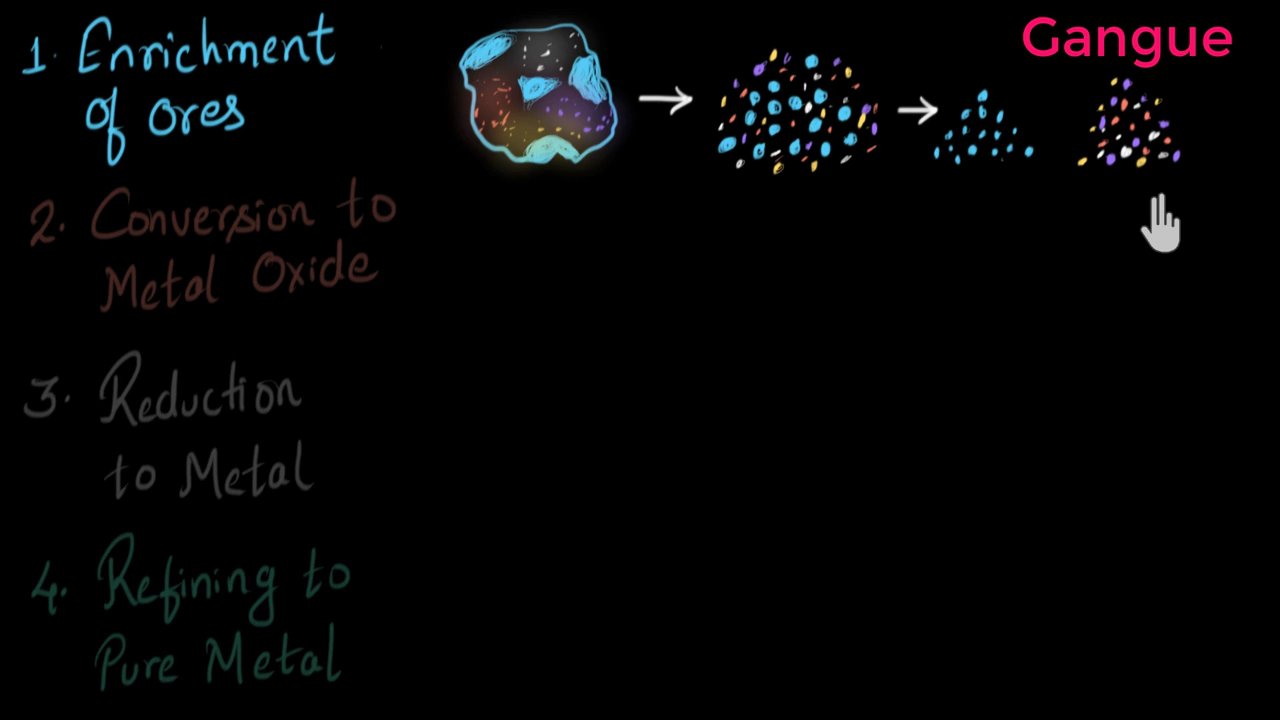 1. Enrichment
of ores
Gangue
2. Conversion to
Metal Oxide
3. Reduction
to Metal
4. Refining to
Pure Metal